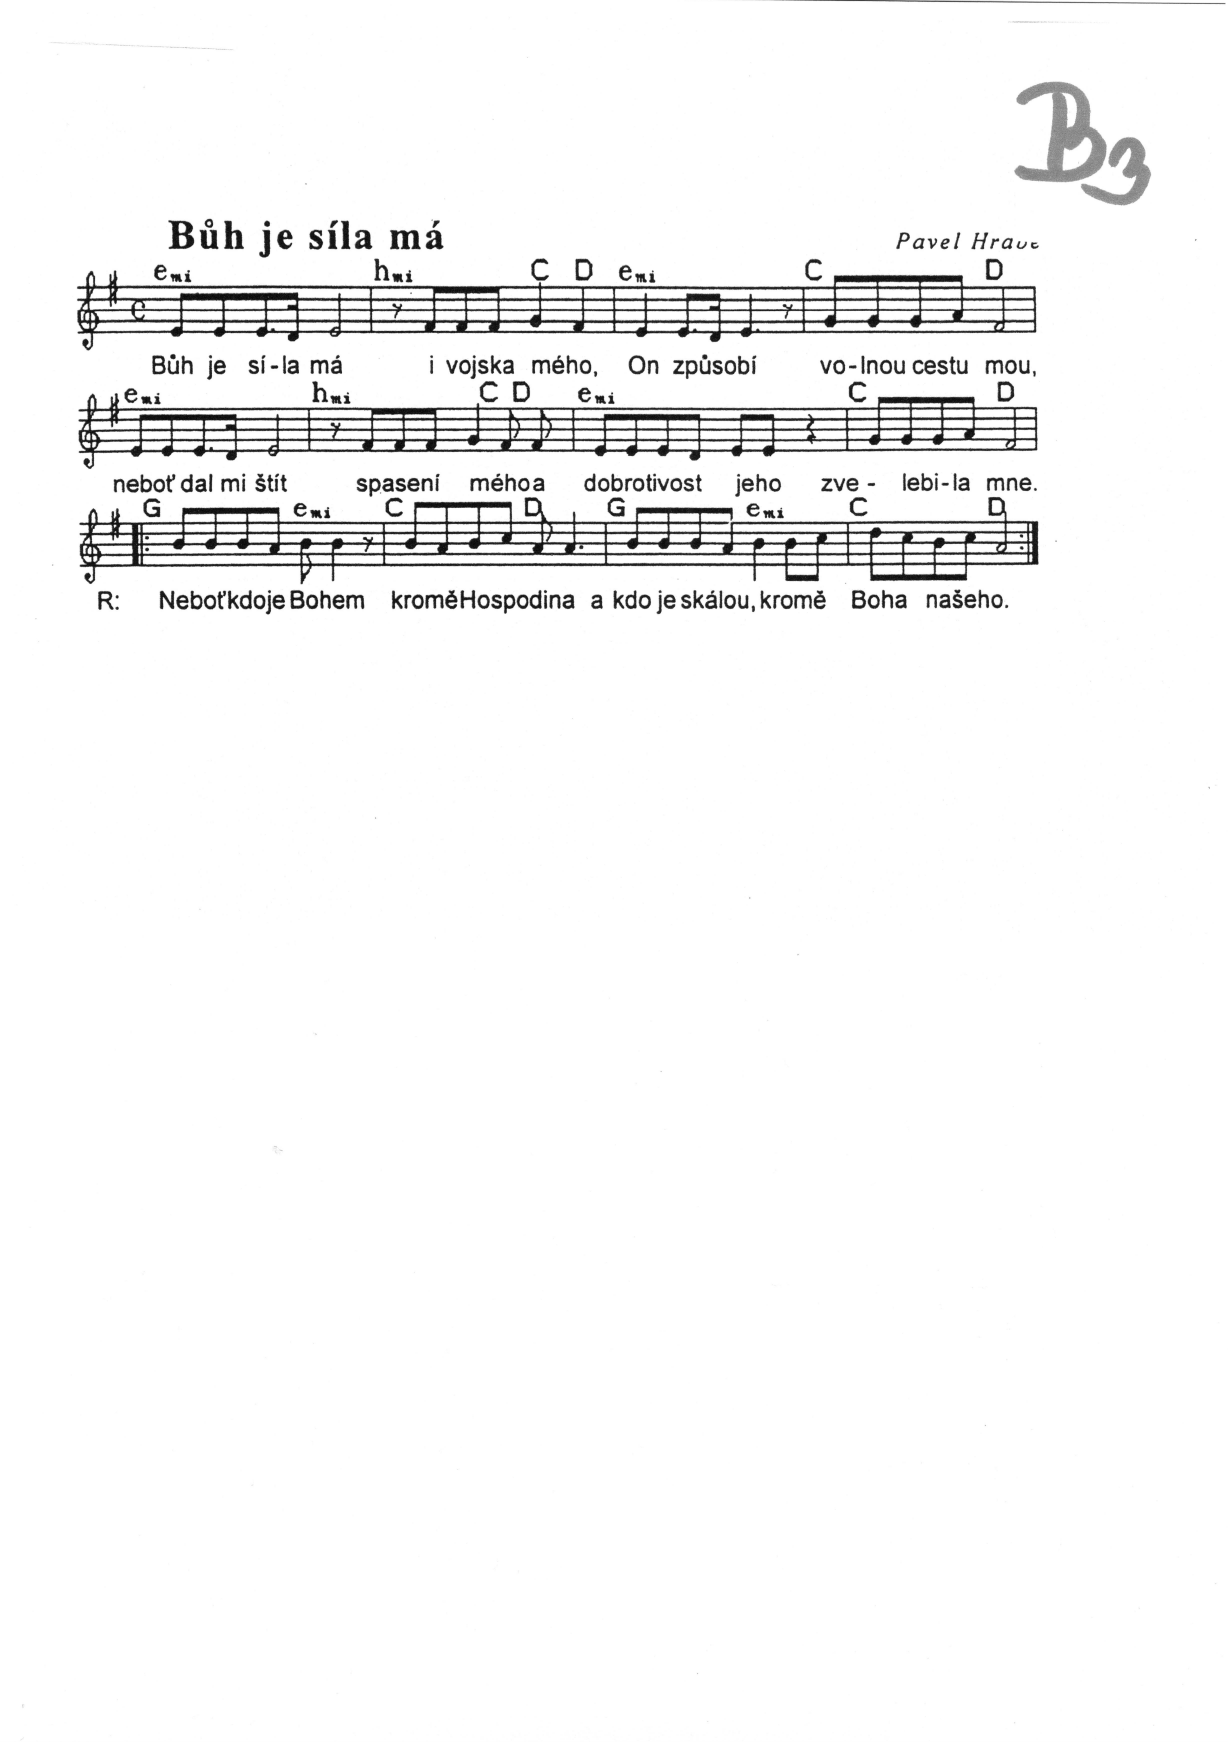 B3
Bůh je síla má
Pavel
emi hmi C D emi C D
Bůh je sí-la má i vojska mého, On způsobí vo-lnou cestu mou,
emi hmi C D emi C D
neboť dal mi štít spasení mého a dobrotivost jeho zve- lebi-la mne.
G emi C D G emi C D
R: Neboť kdo je Bohem kromě Hospodina a kdo je skálou, kromě Boha našeho.